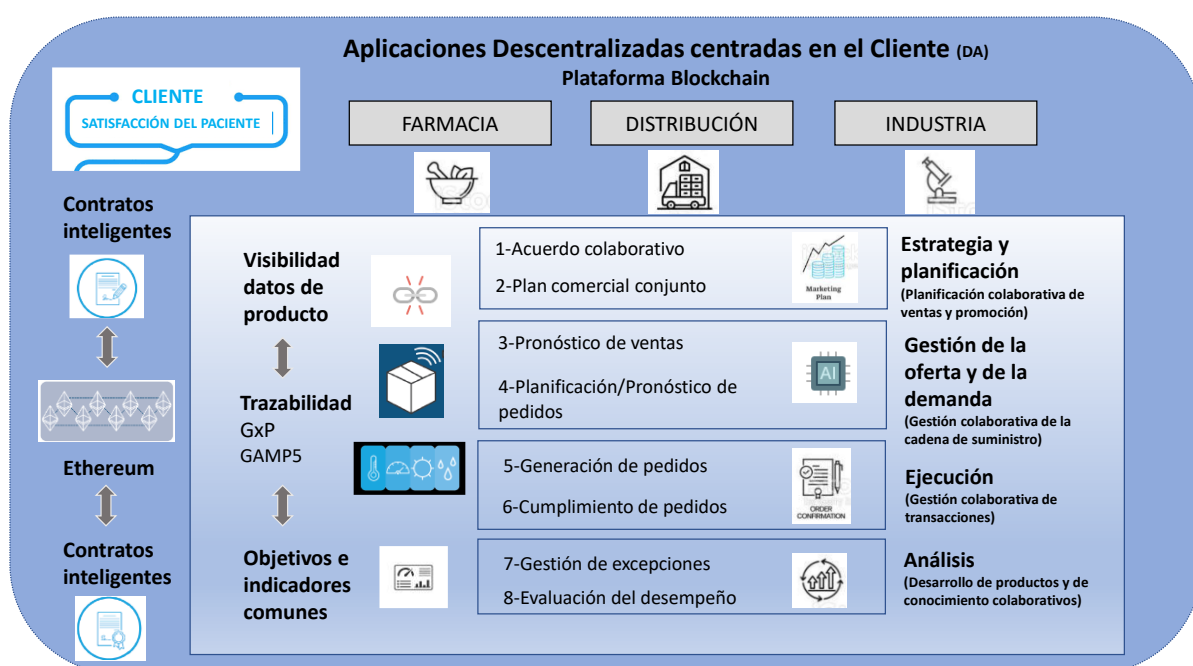 Aplicaciones Descentralizadas centradas en el Cliente (DA)
Plataforma Blockchain
CLIENTE
SATISFACCIÓN DEL PACIENTE
FARMACIA
DISTRIBUCIÓN
INDUSTRIA
Contratos
inteligentes
Ethereum
Contratos
inteligentes
Visibilidad
datos de
producto
Trazabilidad
GxP
GAMP5
Objetivos e
indicadores
comunes
1-Acuerdo colaborativo
2-Plan comercial conjunto
Marketing
Plan
Estrategia y
planificación
(Planificación colaborativa de
ventas y promoción)
3-Pronóstico de ventas
4-Planificación/Pronóstico de
pedidos
AI
Gestión de la
oferta y de la
demanda
(Gestión colaborativa de la
cadena de suministro)
5-Generación de pedidos
6-Cumplimiento de pedidos
ORDER
CONFIRMATION
Ejecución
(Gestión colaborativa de
transacciones)
7-Gestión de excepciones
8-Evaluación del desempeño
Análisis
(Desarrollo de productos y de
conocimiento colaborativos)